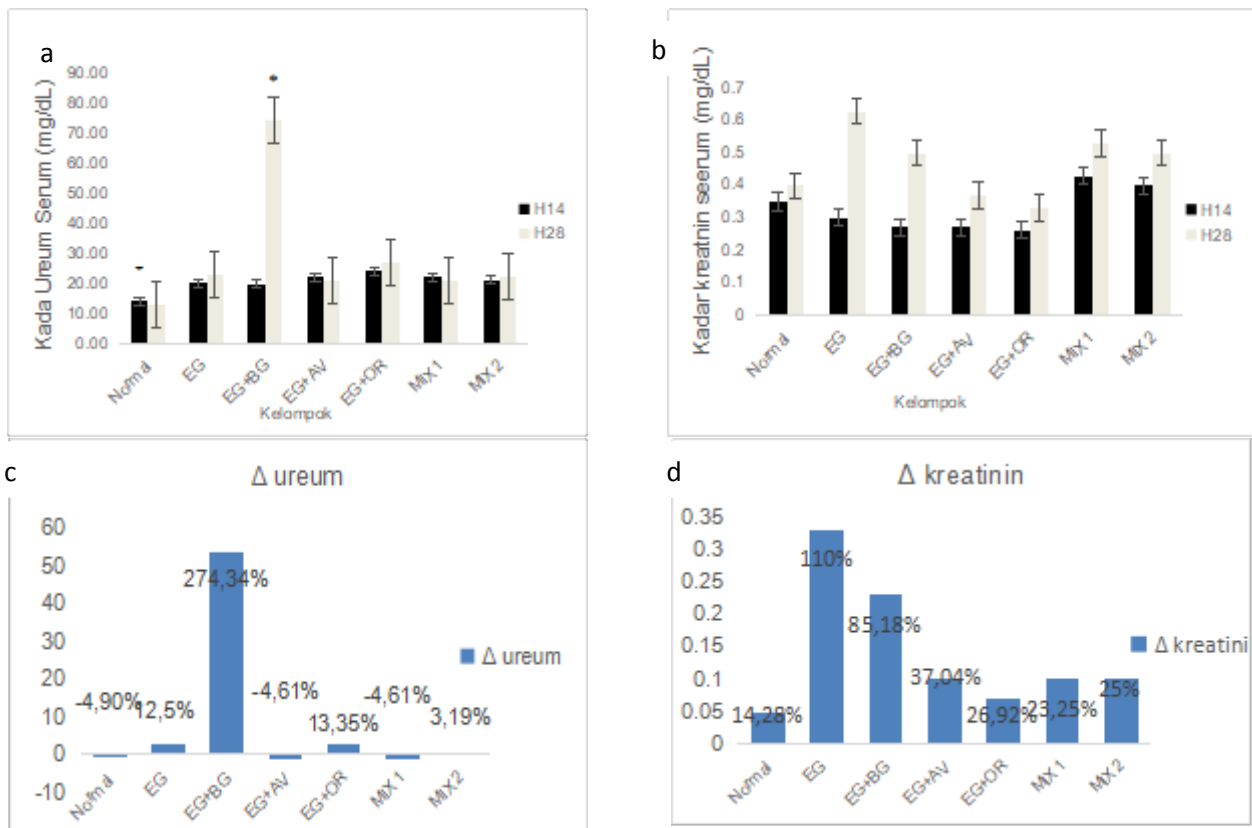 a
90.00
80.00
70.00
60.00
50.00
40.00
30.00
20.00
10.00
0.00
Kada Ureum Serum (mg/dL)
*
*
H14
H28
Normal
EG
EG+BG
EG+AV
EG+OR
MIX 1
MIX 2
Kelompok
b
0.7
0.6
0.5
0.4
0.3
0.2
0.1
0
Kadar kreatnin seerum (mg/dL)
H14
H28
Normal
EG
EG+BG
EG+AV
EG+OR
MIX 1
MIX 2
Kelompok
c
Δ ureum
60
50
40
30
20
10
0
-10
-4,90%
12,5%
274,34%
-4,61%
13,35%
-4,61%
3,19%
Δ ureum
Normal
EG
EG+BG
EG+AV
EG+OR
MIX 1
MIX 2
d
Δ kreatinin
0.35
0.3
0.25
0.2
0.15
0.1
0.05
0
14,28%
110%
85,18%
37,04%
26,92%
23,25%
25%
Δ kreatini
Normal
EG
EG+BG
EG+AV
EG+OR
MIX 1
MIX 2